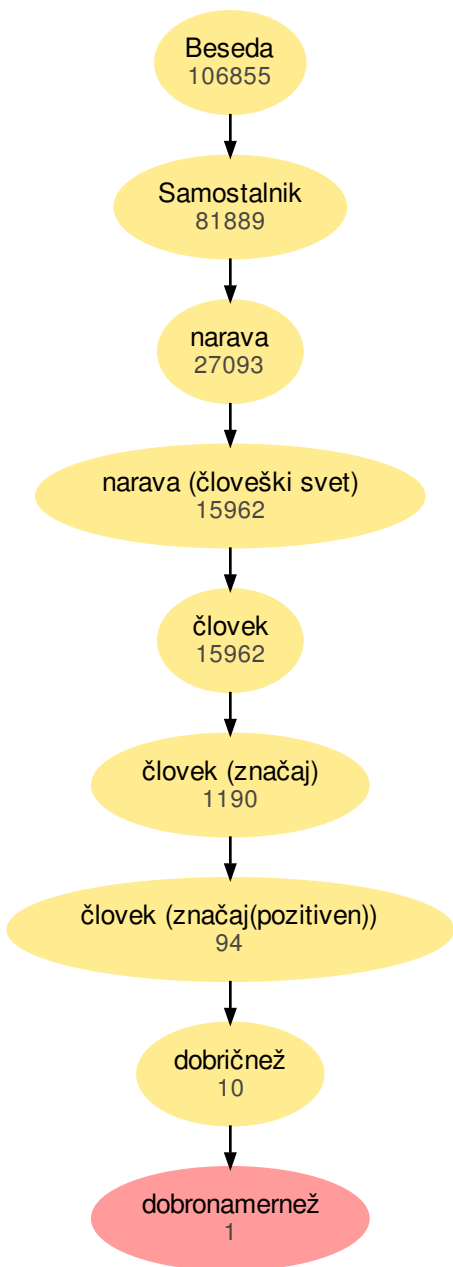 Beseda
106855
Samostalnik
81889
narava
27093
narava (človeški svet)
15962
človek
15962
človek (značaj)
1190
človek (značaj(pozitiven))
94
dobričnež
10
dobronamernež
1